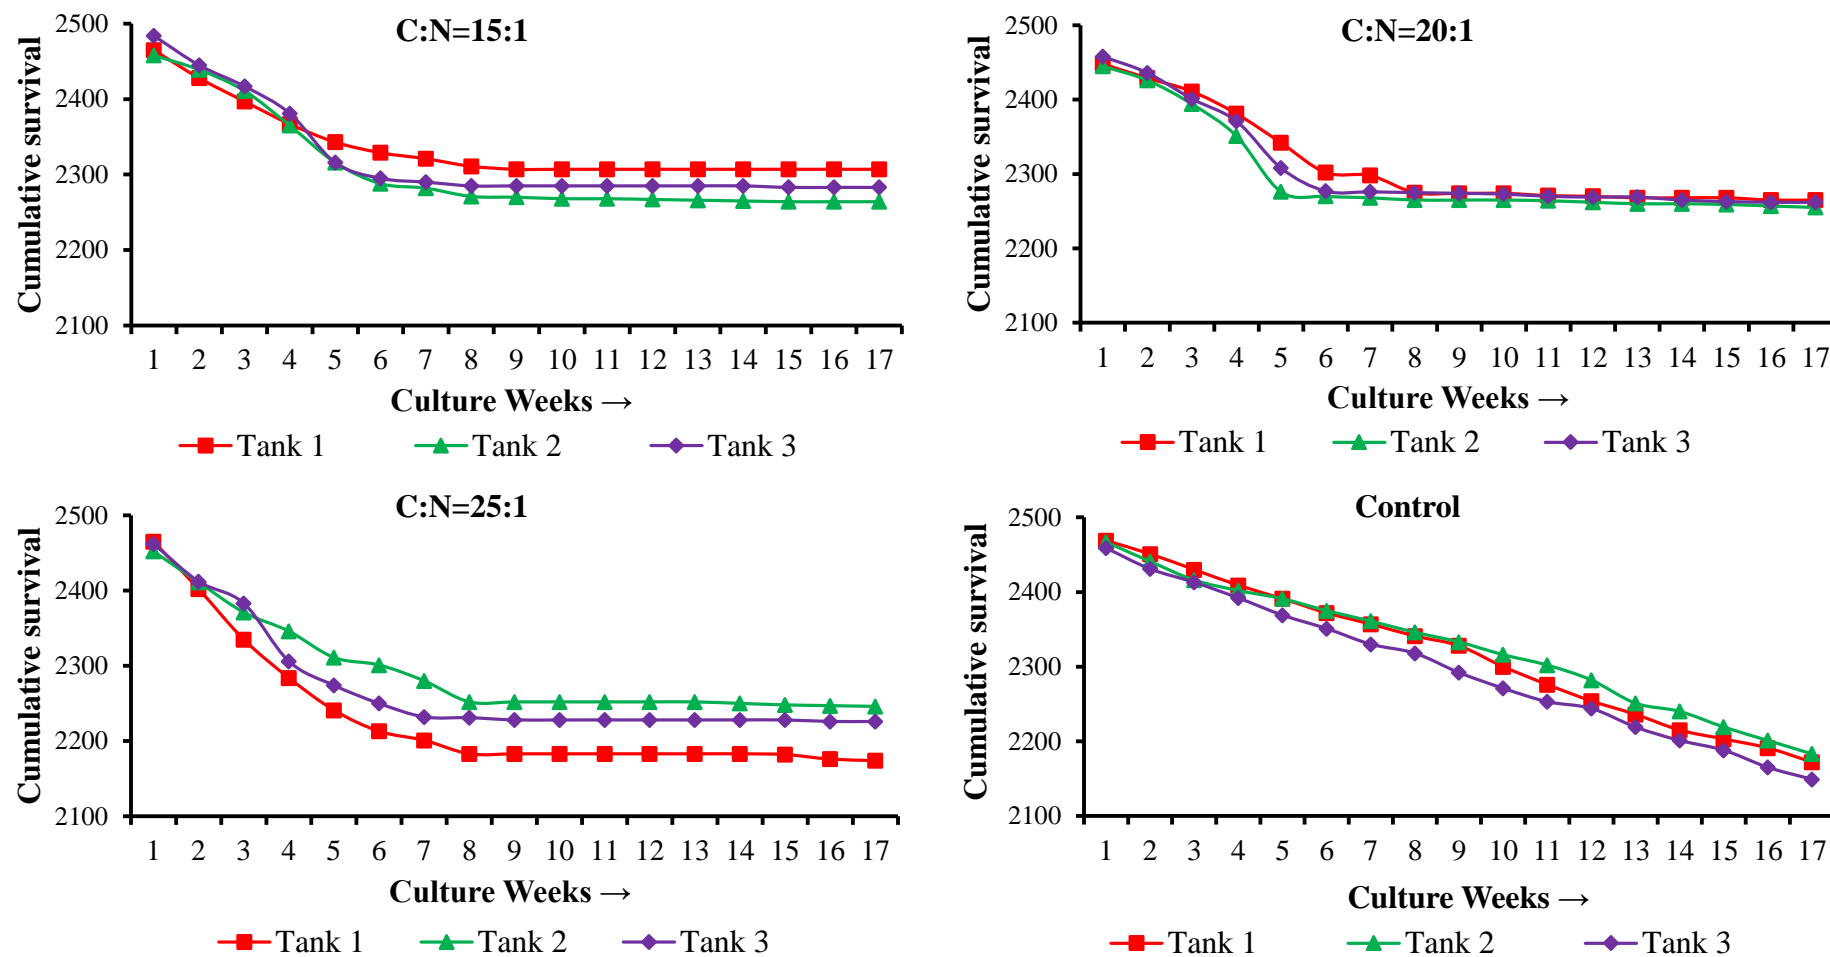 C:N=15:1
Cumulative survival
2500
2400
2300
2200
2100
1 2 3 4 5 6 7 8 9 10 11 12 13 14 15 16 17
Culture Weeks →
Tank 1 Tank 2 Tank 3
C:N=20:1
Cumulative survival
2500
2400
2300
2200
2100
1 2 3 4 5 6 7 8 9 10 11 12 13 14 15 16 17
Culture Weeks →
Tank 1 Tank 2 Tank 3
C:N=25:1
Cumulative survival
2500
2400
2300
2200
2100
1 2 3 4 5 6 7 8 9 10 11 12 13 14 15 16 17
Culture Weeks →
Tank 1 Tank 2 Tank 3
Control
Cumulative survival
2500
2400
2300
2200
2100
1 2 3 4 5 6 7 8 9 10 11 12 13 14 15 16 17
Culture Weeks →
Tank 1 Tank 2 Tank 3